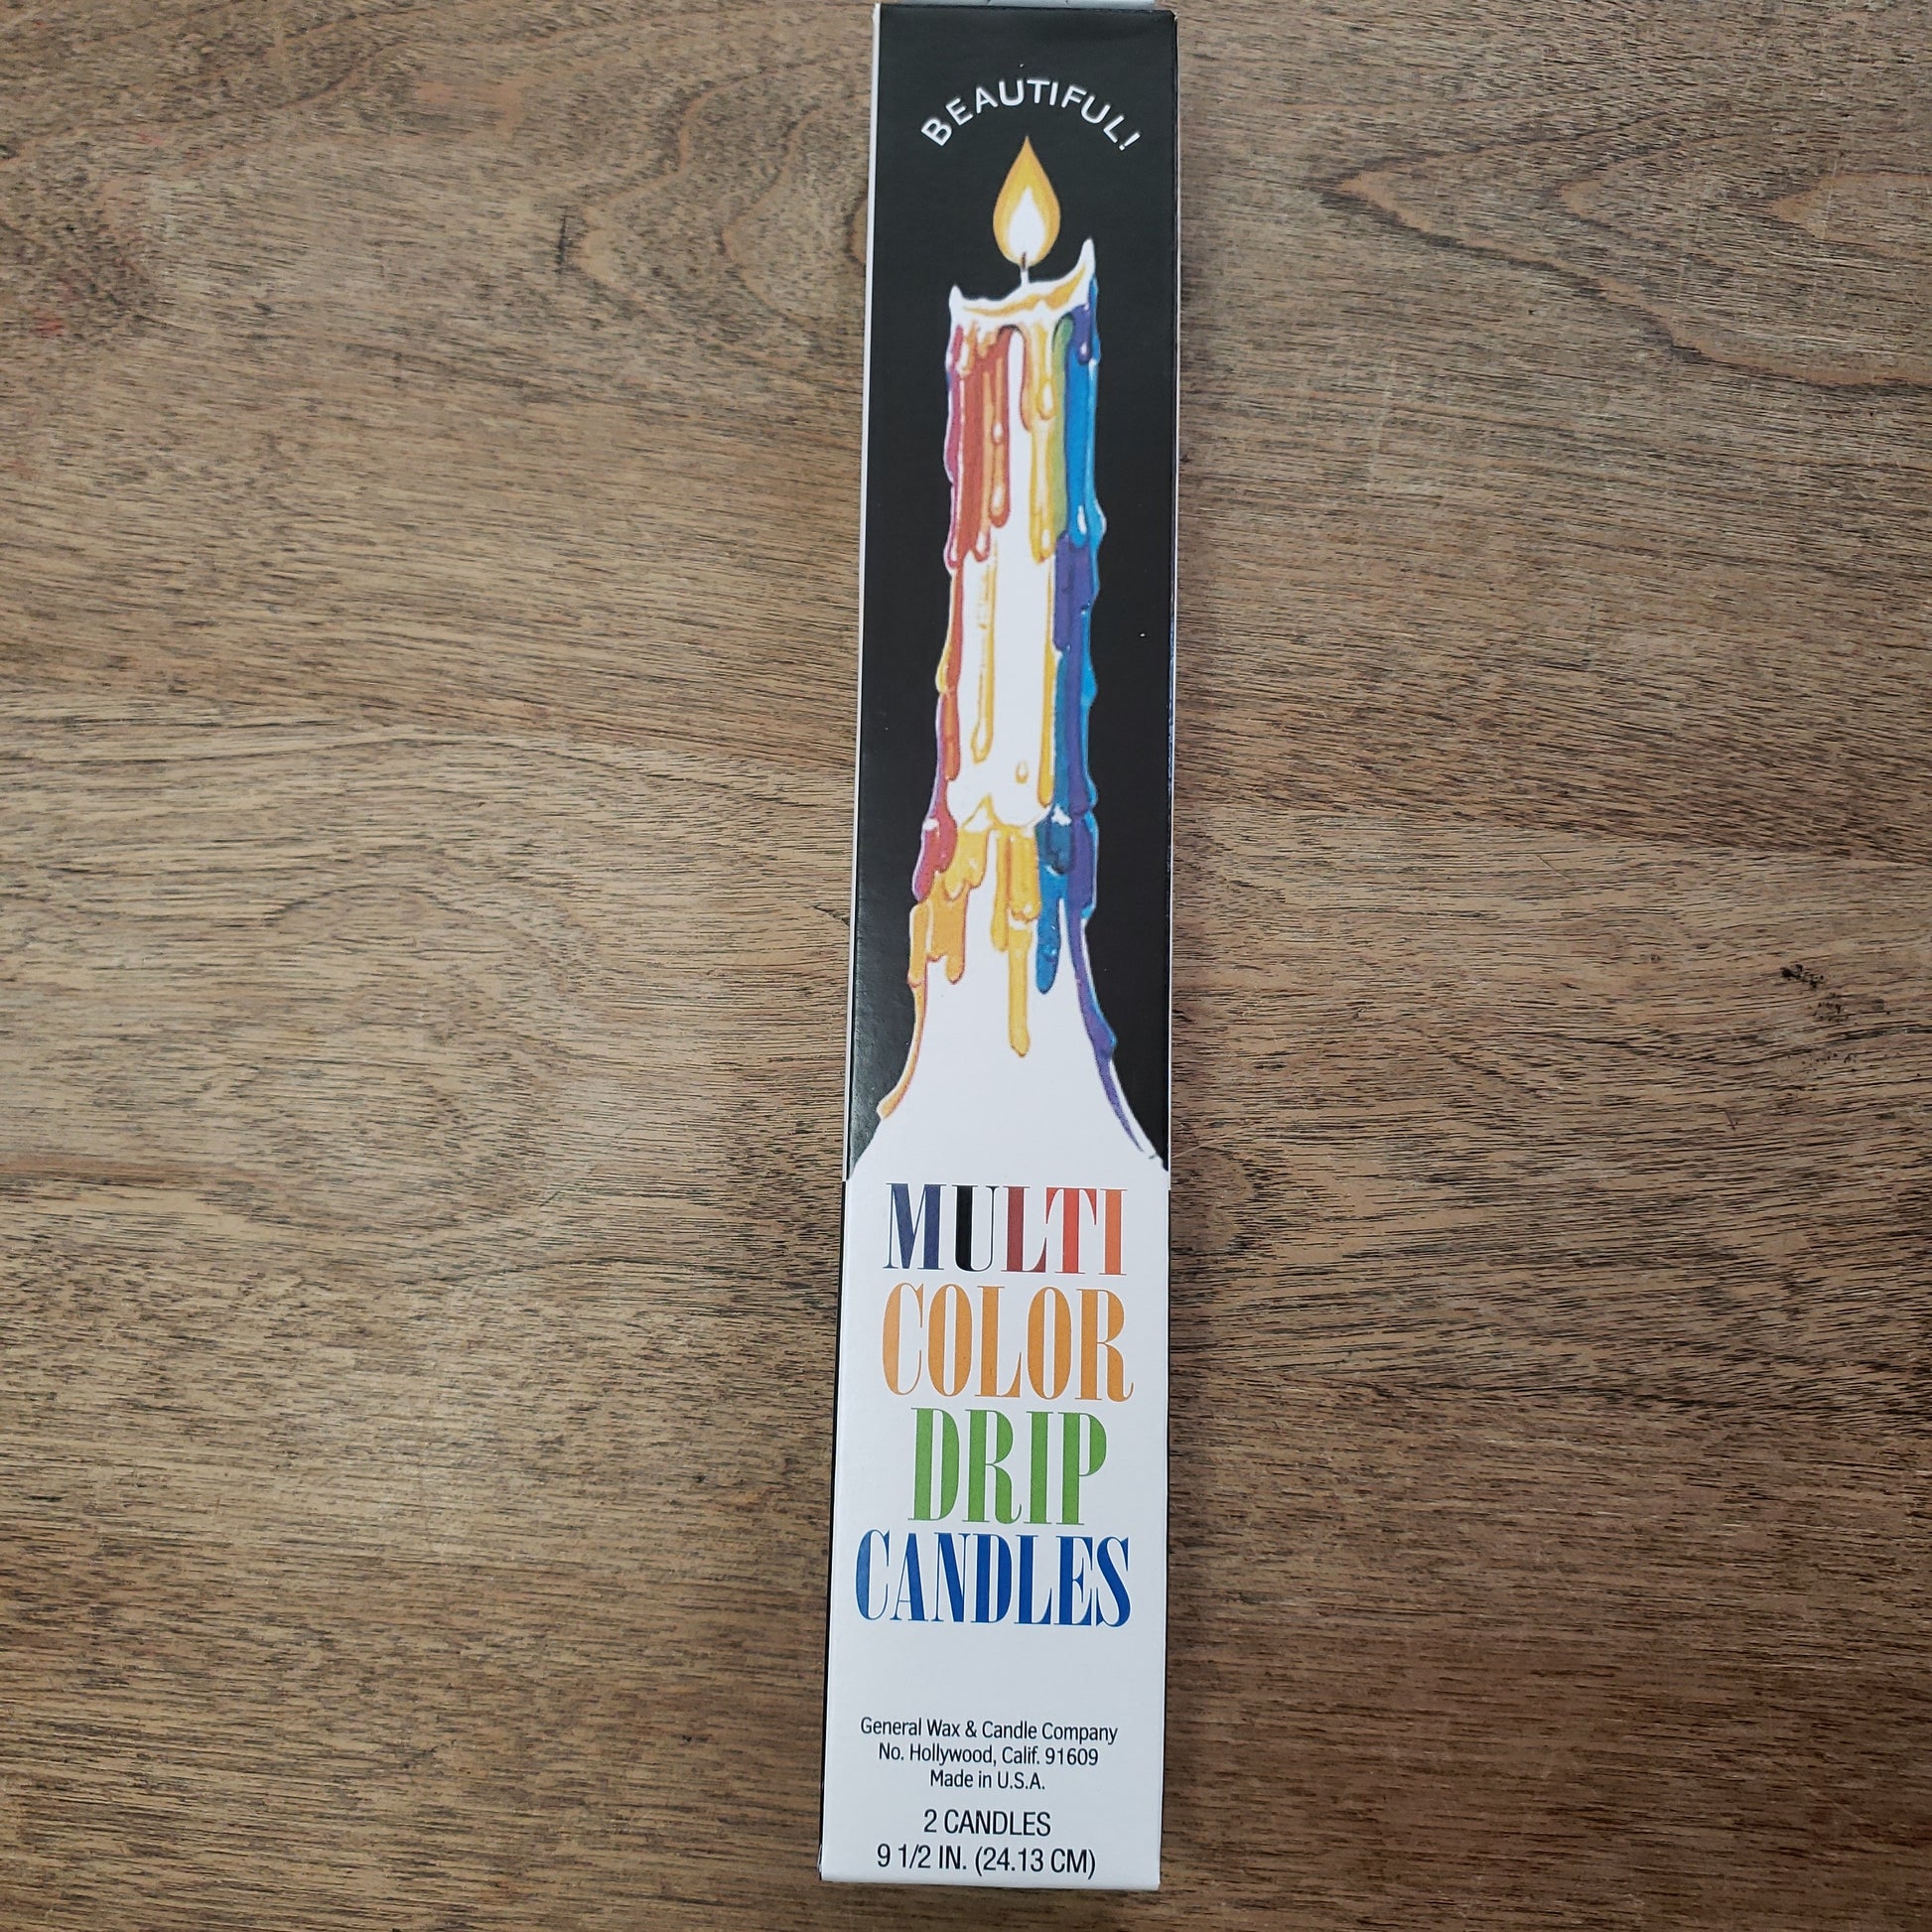 BEAUTIFUL!
MULTI
COLOR
DRIP
CANDLES
General Wax & Candle Company
No. Hollywood, Calif. 91609
Made in U.S.A.
2 CANDLES
9 1/2 IN. (24.13 CM)